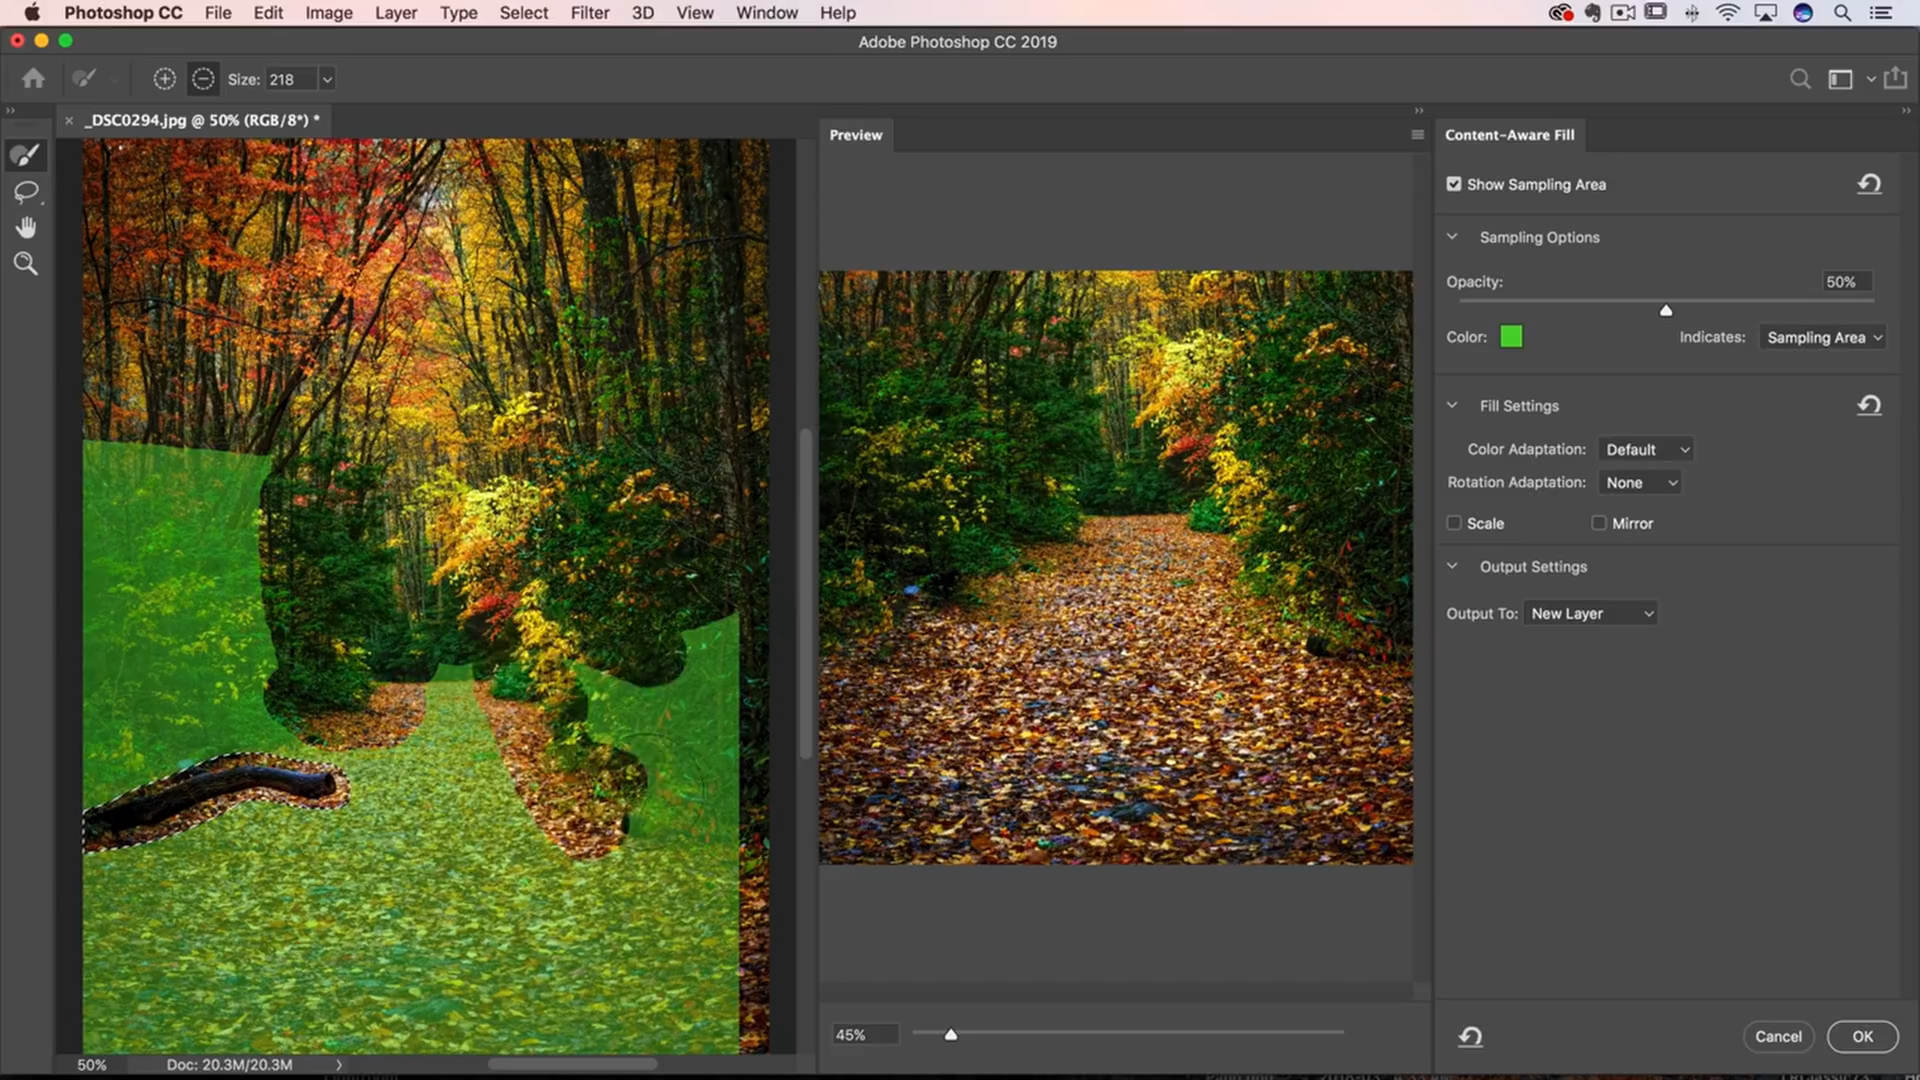 Photoshop CC File Edit Image Layer Type Select Filter 3D View Window Help
Adobe Photoshop CC 2019
Size: 218
_DSC0294.jpg @ 50% (RGB/8*) *
Preview
Content-Aware Fill
Show Sampling Area
Sampling Options
Opacity: 50%
Color: Indicates: Sampling Area
Fill Settings
Color Adaptation: Default
Rotation Adaptation: None
Scale Mirror
Output Settings
Output To: New Layer
45%
Cancel OK
50% Doc: 20.3M/20.3M